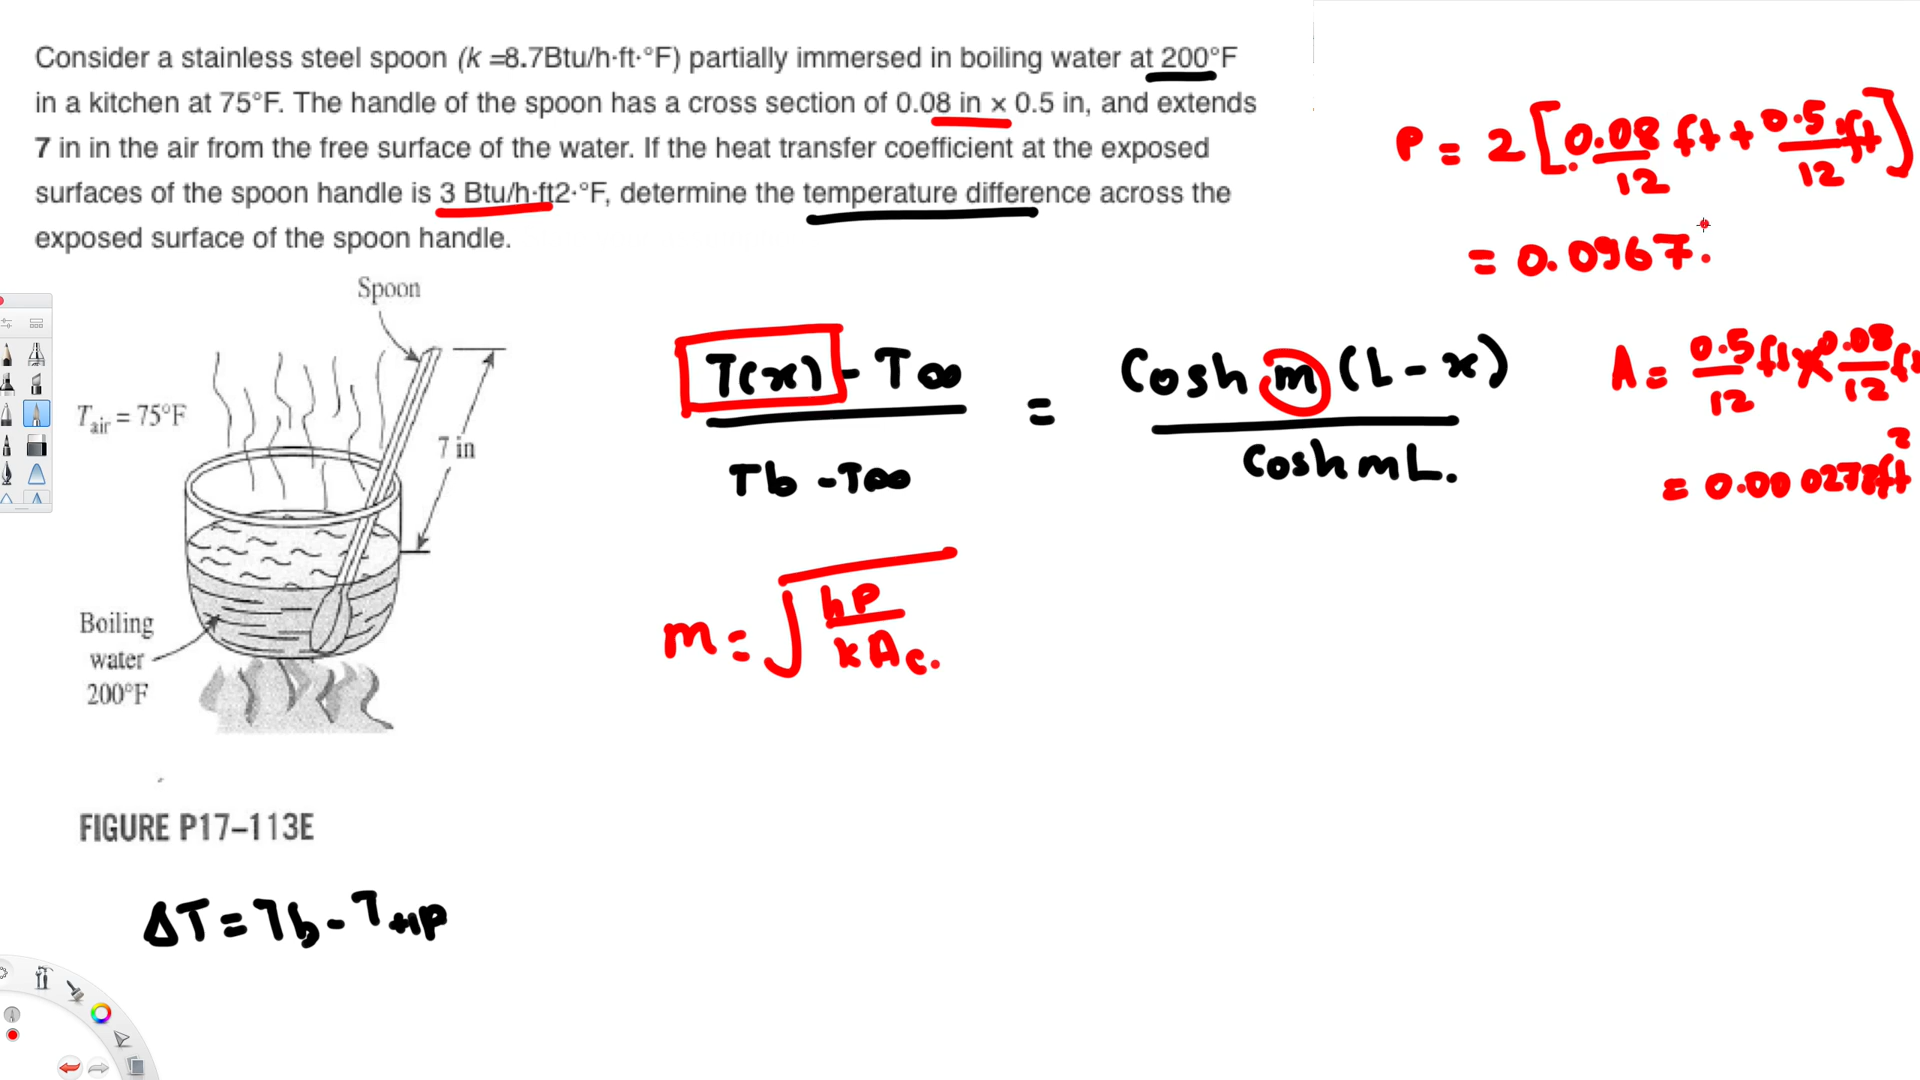 Consider a stainless steel spoon (k =8.7Btu/h·ft·°F) partially immersed in boiling water at 200°F
in a kitchen at 75°F. The handle of the spoon has a cross section of 0.08 in × 0.5 in, and extends
7 in in the air from the free surface of the water. If the heat transfer coefficient at the exposed
surfaces of the spoon handle is 3 Btu/h·ft2·°F, determine the temperature difference across the
exposed surface of the spoon handle.
P = 2 [0.08/12 ft + 0.5/12 ft]
= 0.0967.
Spoon
T(x) - T∞ / Tb - T∞ = Cosh m (L - x) / Cosh mL.
A = 0.5/12 ft × 0.08/12 ft
= 0.000278 ft²
Tair = 75°F
7 in
m = √hP/kAc.
Boiling
water
200°F
FIGURE P17–113E
ΔT = Tb - Ttip